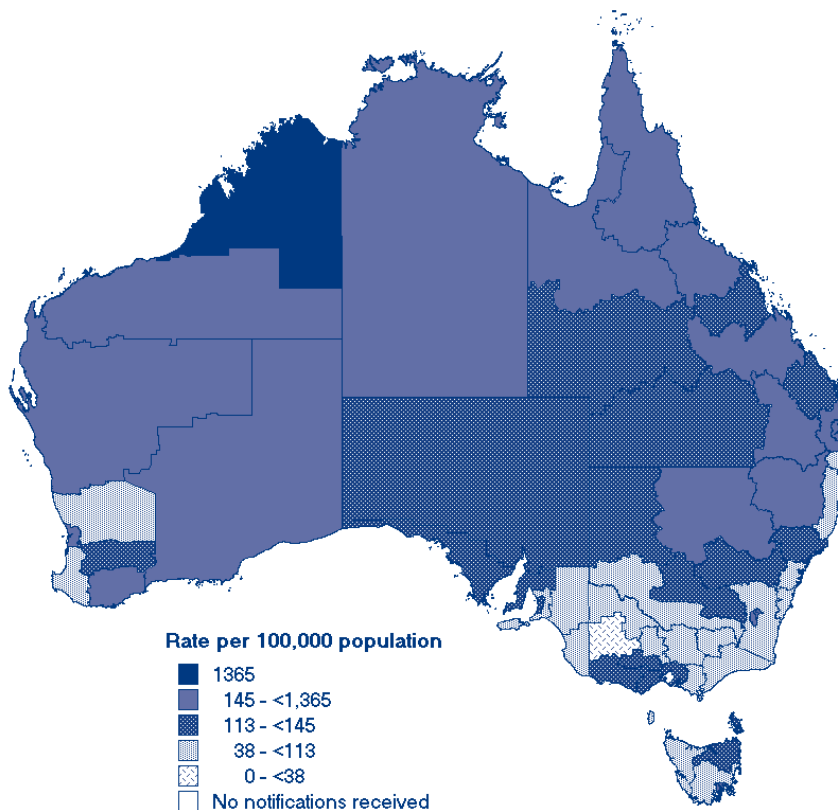 Rate per 100,000 population
1365
145 - <1,365
113 - <145
38 - <113
0 - <38
No notifications received